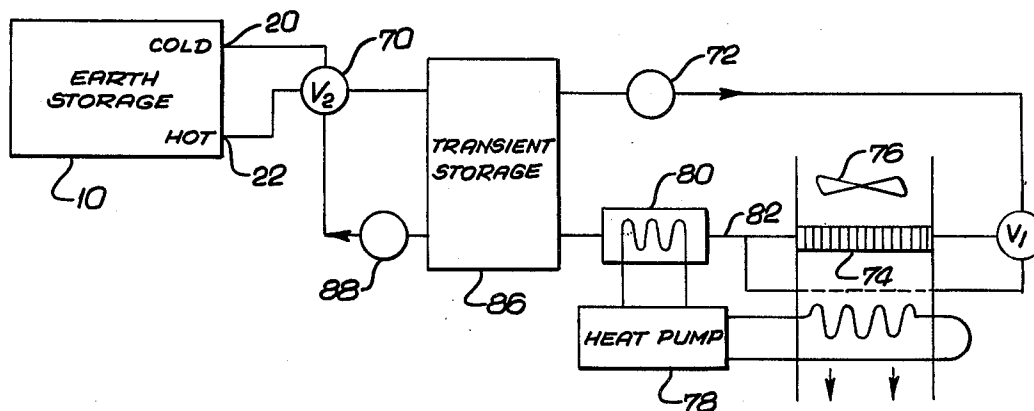 20
70
72
COLD
EARTH
STORAGE
V2
HOT
TRANSIENT
STORAGE
76
10
22
80
82
V1
88
86
74
HEAT PUMP
78